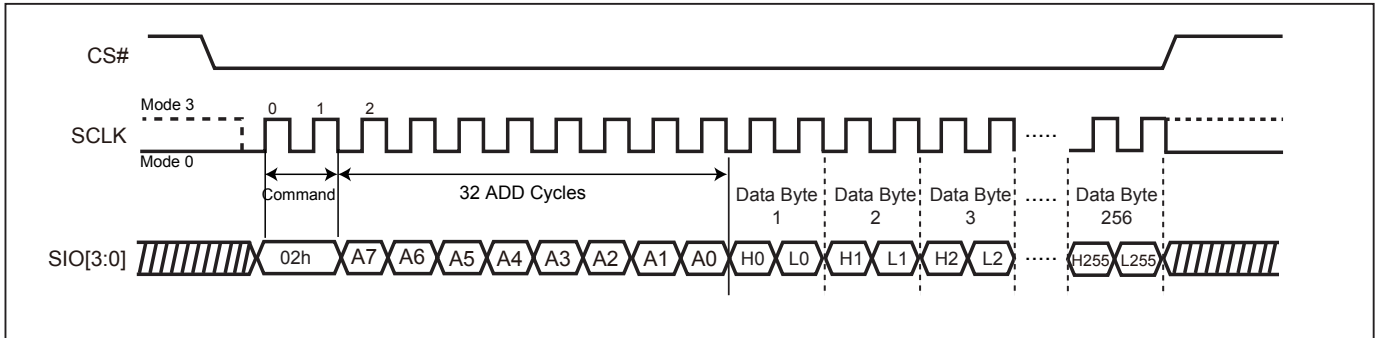 CS#
Mode 3
0 1 2
SCLK
.....
Mode 0
Command
32 ADD Cycles
Data Byte 1
Data Byte 2
Data Byte 3
.....
Data Byte 256
SIO[3:0]
02h A7 A6 A5 A4 A3 A2 A1 A0 H0 L0 H1 L1 H2 L2 ..... H255 L255